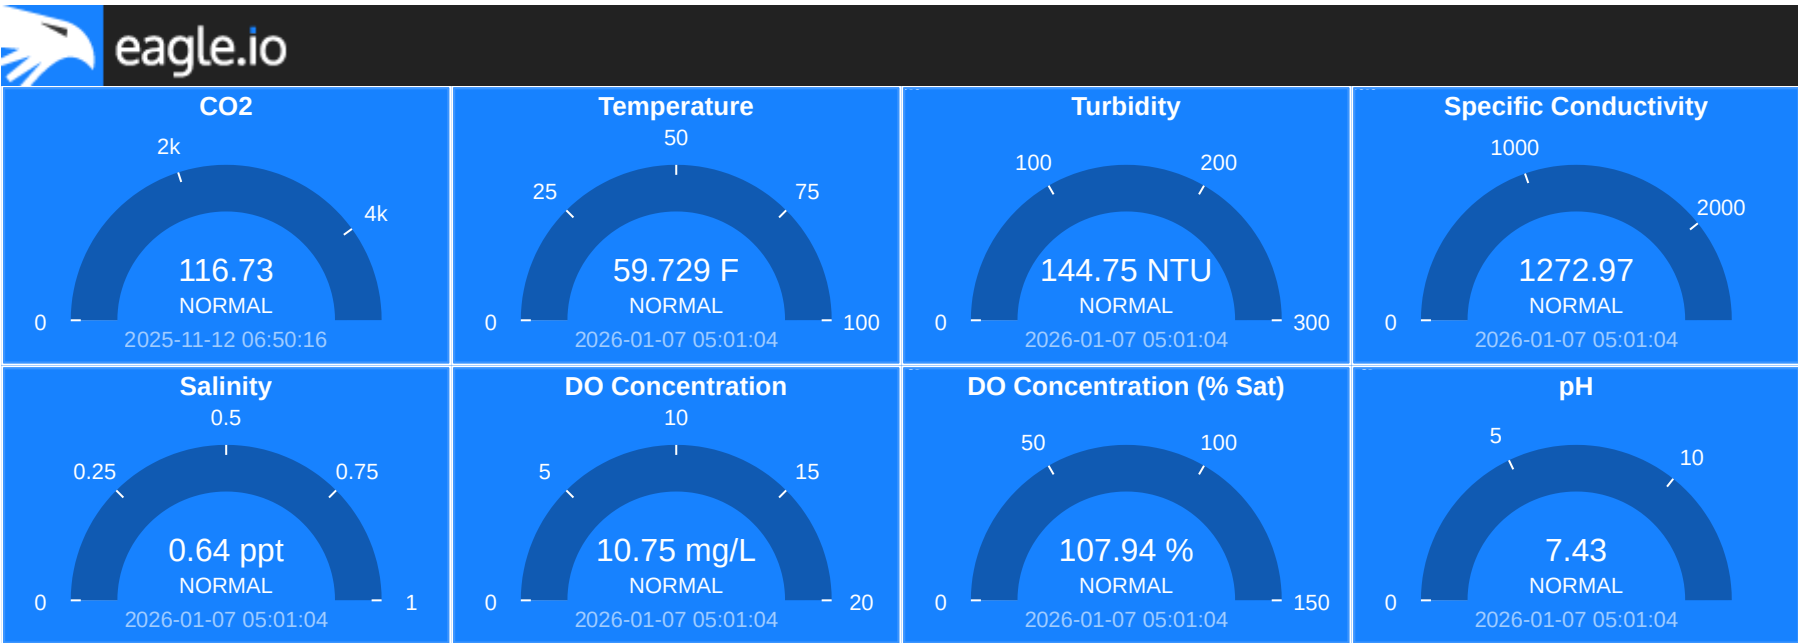 eagle.io
CO2
2k
4k
0
116.73
NORMAL
2025-11-12 06:50:16
Temperature
50
25
75
0
100
59.729 F
NORMAL
2026-01-07 05:01:04
Turbidity
100
200
0
300
144.75 NTU
NORMAL
2026-01-07 05:01:04
Specific Conductivity
1000
2000
0
1272.97
NORMAL
2026-01-07 05:01:04
Salinity
0.5
0.25
0.75
0
1
0.64 ppt
NORMAL
2026-01-07 05:01:04
DO Concentration
10
5
15
0
20
10.75 mg/L
NORMAL
2026-01-07 05:01:04
DO Concentration (% Sat)
50
100
0
150
107.94 %
NORMAL
2026-01-07 05:01:04
pH
5
10
0
7.43
NORMAL
2026-01-07 05:01:04